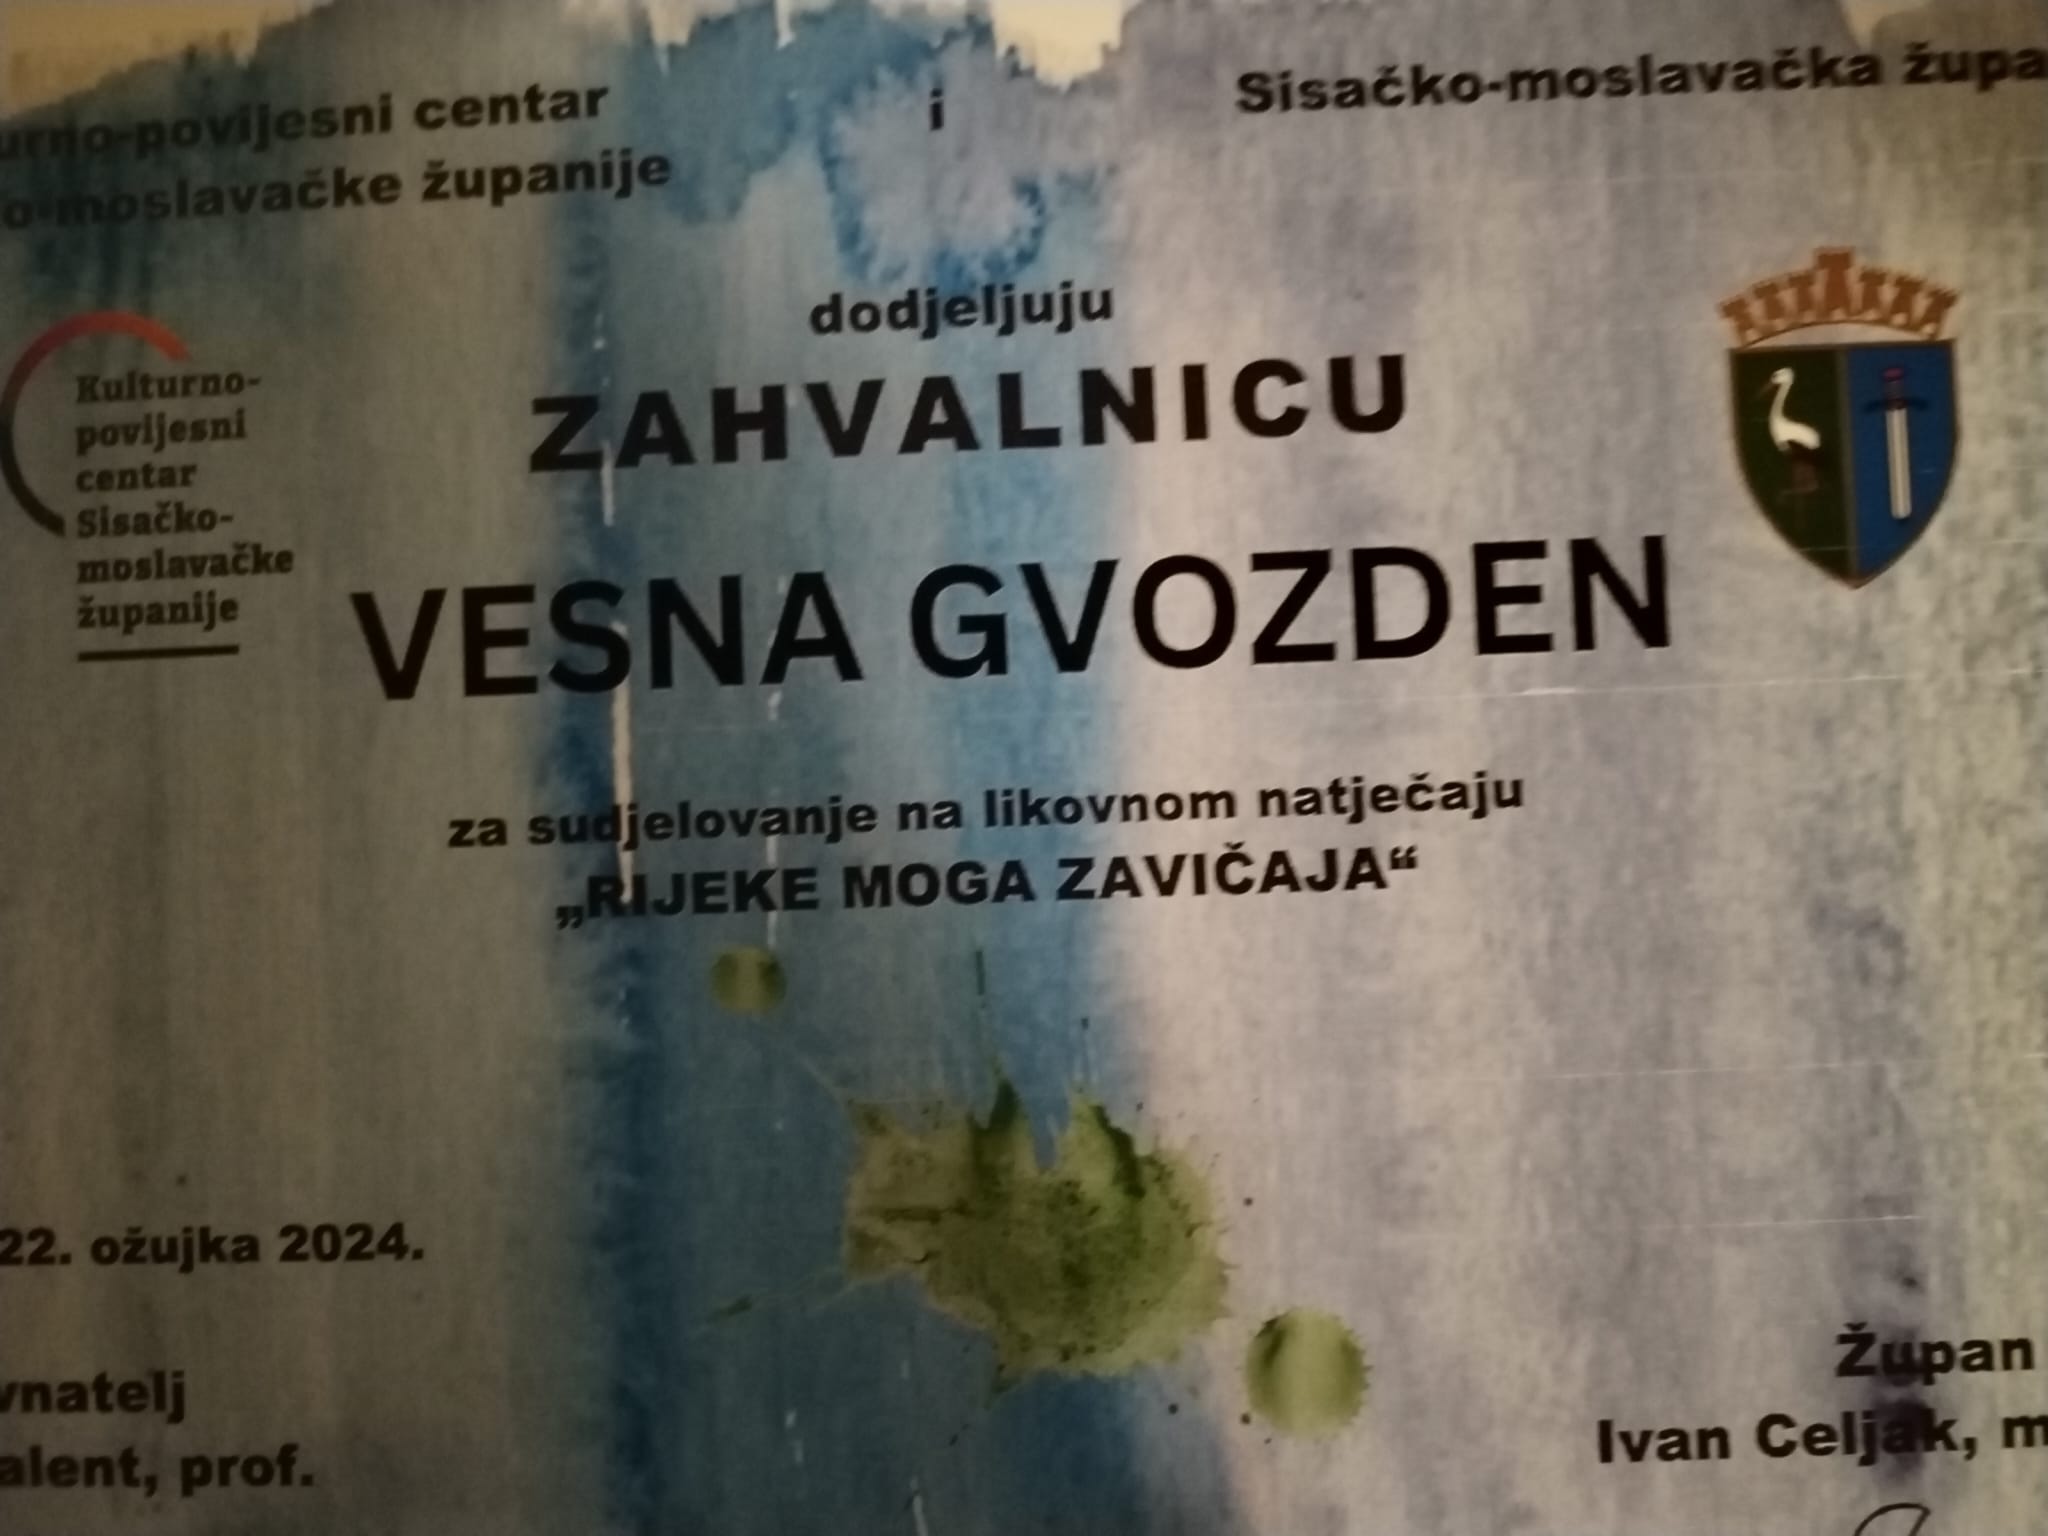 urno-povijesni centar
o-moslavačke županije
i
Sisačko-moslavačka župa
dodjeljuju
ZAHVALNICU
Kulturno-
povijesni
centar
Sisačko-
moslavačke
županije
VESNA GVOZDEN
za sudjelovanje na likovnom natječaju
„RIJEKE MOGA ZAVIČAJA“
22. ožujka 2024.
vnatelj
alent, prof.
Župan
Ivan Celjak, m